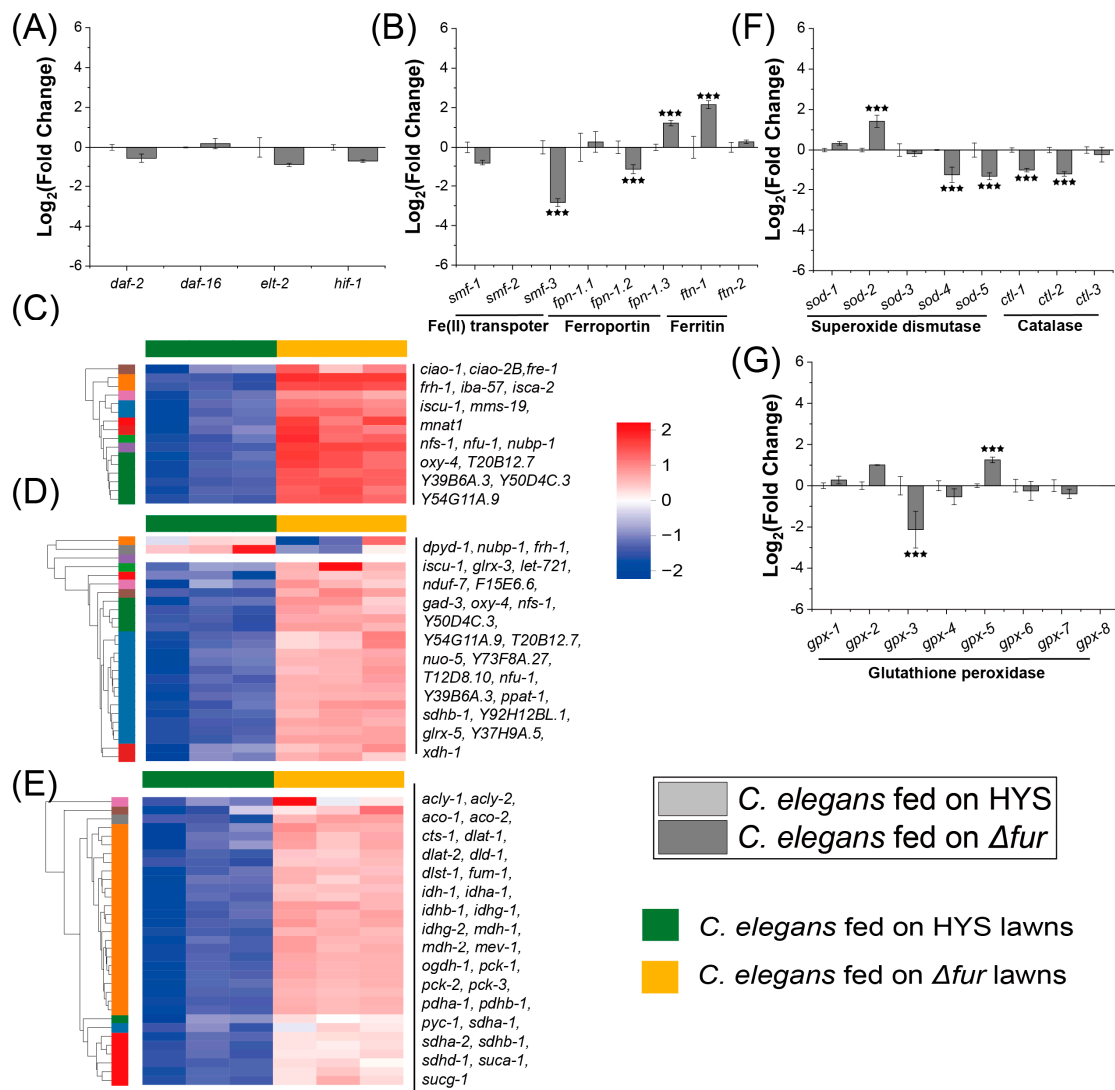 (A)
6
4
2
0
-2
-4
-6
Log2(Fold Change)
daf-2
daf-16
elt-2
hif-1
(B)
6
4
2
0
-2
-4
-6
Log2(Fold Change)
★★★
★★★
★★★
★★★
smf-1
smf-2
smf-3
fpn-1.1
fpn-1.2
fpn-1.3
ftn-1
ftn-2
Fe(II) transpoter
Ferroportin
Ferritin
(F)
6
4
2
0
-2
-4
-6
Log2(Fold Change)
★★★
★★★
★★★
★★★
★★★
sod-1
sod-2
sod-3
sod-4
sod-5
ctl-1
ctl-2
ctl-3
Superoxide dismutase
Catalase
(C)
ciao-1, ciao-2B,fre-1
frh-1, iba-57, isca-2
iscu-1, mms-19,
mnat1
nfs-1, nfu-1, nubp-1
oxy-4, T20B12.7
Y39B6A.3, Y50D4C.3
Y54G11A.9
2
1
0
−1
−2
(G)
6
4
2
0
-2
-4
-6
Log2(Fold Change)
★★★
★★★
gpx-1
gpx-2
gpx-3
gpx-4
gpx-5
gpx-6
gpx-7
gpx-8
Glutathione peroxidase
(D)
dpyd-1, nubp-1, frh-1,
iscu-1, glrx-3, let-721,
nduf-7, F15E6.6,
gad-3, oxy-4, nfs-1,
Y50D4C.3,
Y54G11A.9, T20B12.7,
nuo-5, Y73F8A.27,
T12D8.10, nfu-1,
Y39B6A.3, ppat-1,
sdhb-1, Y92H12BL.1,
glrx-5, Y37H9A.5,
xdh-1
(E)
acly-1, acly-2,
aco-1, aco-2,
cts-1, dlat-1,
dlat-2, dld-1,
dlst-1, fum-1,
idh-1, idha-1,
idhb-1, idhg-1,
idhg-2, mdh-1,
mdh-2, mev-1,
ogdh-1, pck-1,
pck-2, pck-3,
pdha-1, pdhb-1,
pyc-1, sdha-1,
sdha-2, sdhb-1,
sdhd-1, suca-1,
sucg-1
C. elegans fed on HYS
C. elegans fed on Δfur
C. elegans fed on HYS lawns
C. elegans fed on Δfur lawns